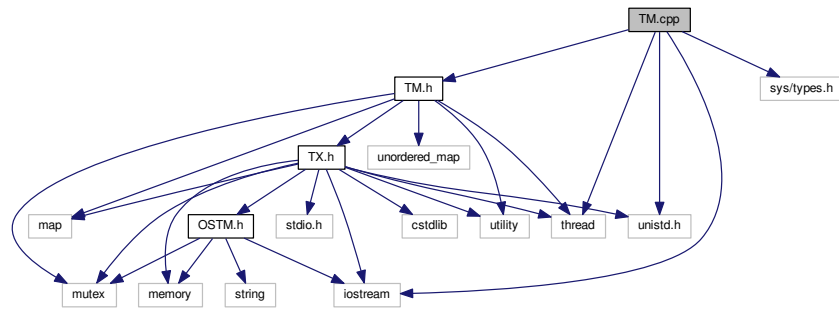 TM.cpp
TM.h
sys/types.h
TX.h
unordered_map
map
OSTM.h
stdio.h
cstdlib
utility
thread
unistd.h
mutex
memory
string
iostream